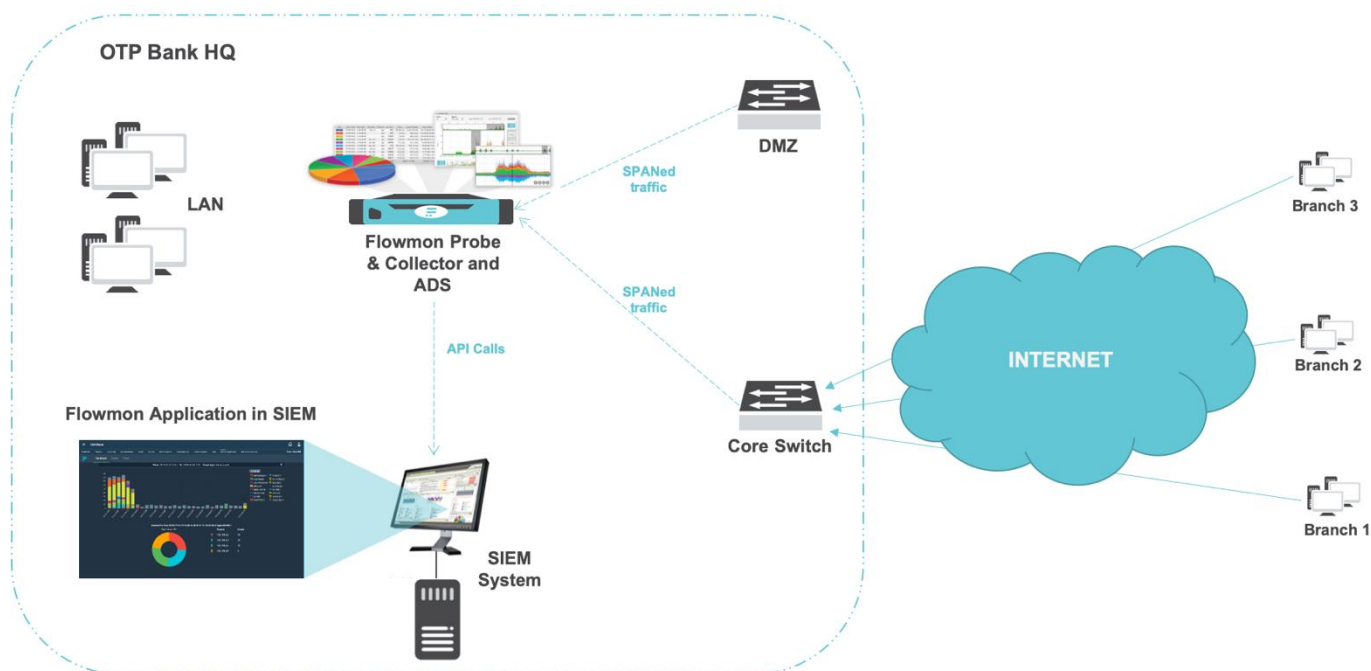 OTP Bank HQ
LAN
Flowmon Probe
& Collector and
ADS
SPANed
traffic
DMZ
SPANed
traffic
API Calls
Flowmon Application in SIEM
SIEM
System
Core Switch
INTERNET
Branch 3
Branch 2
Branch 1